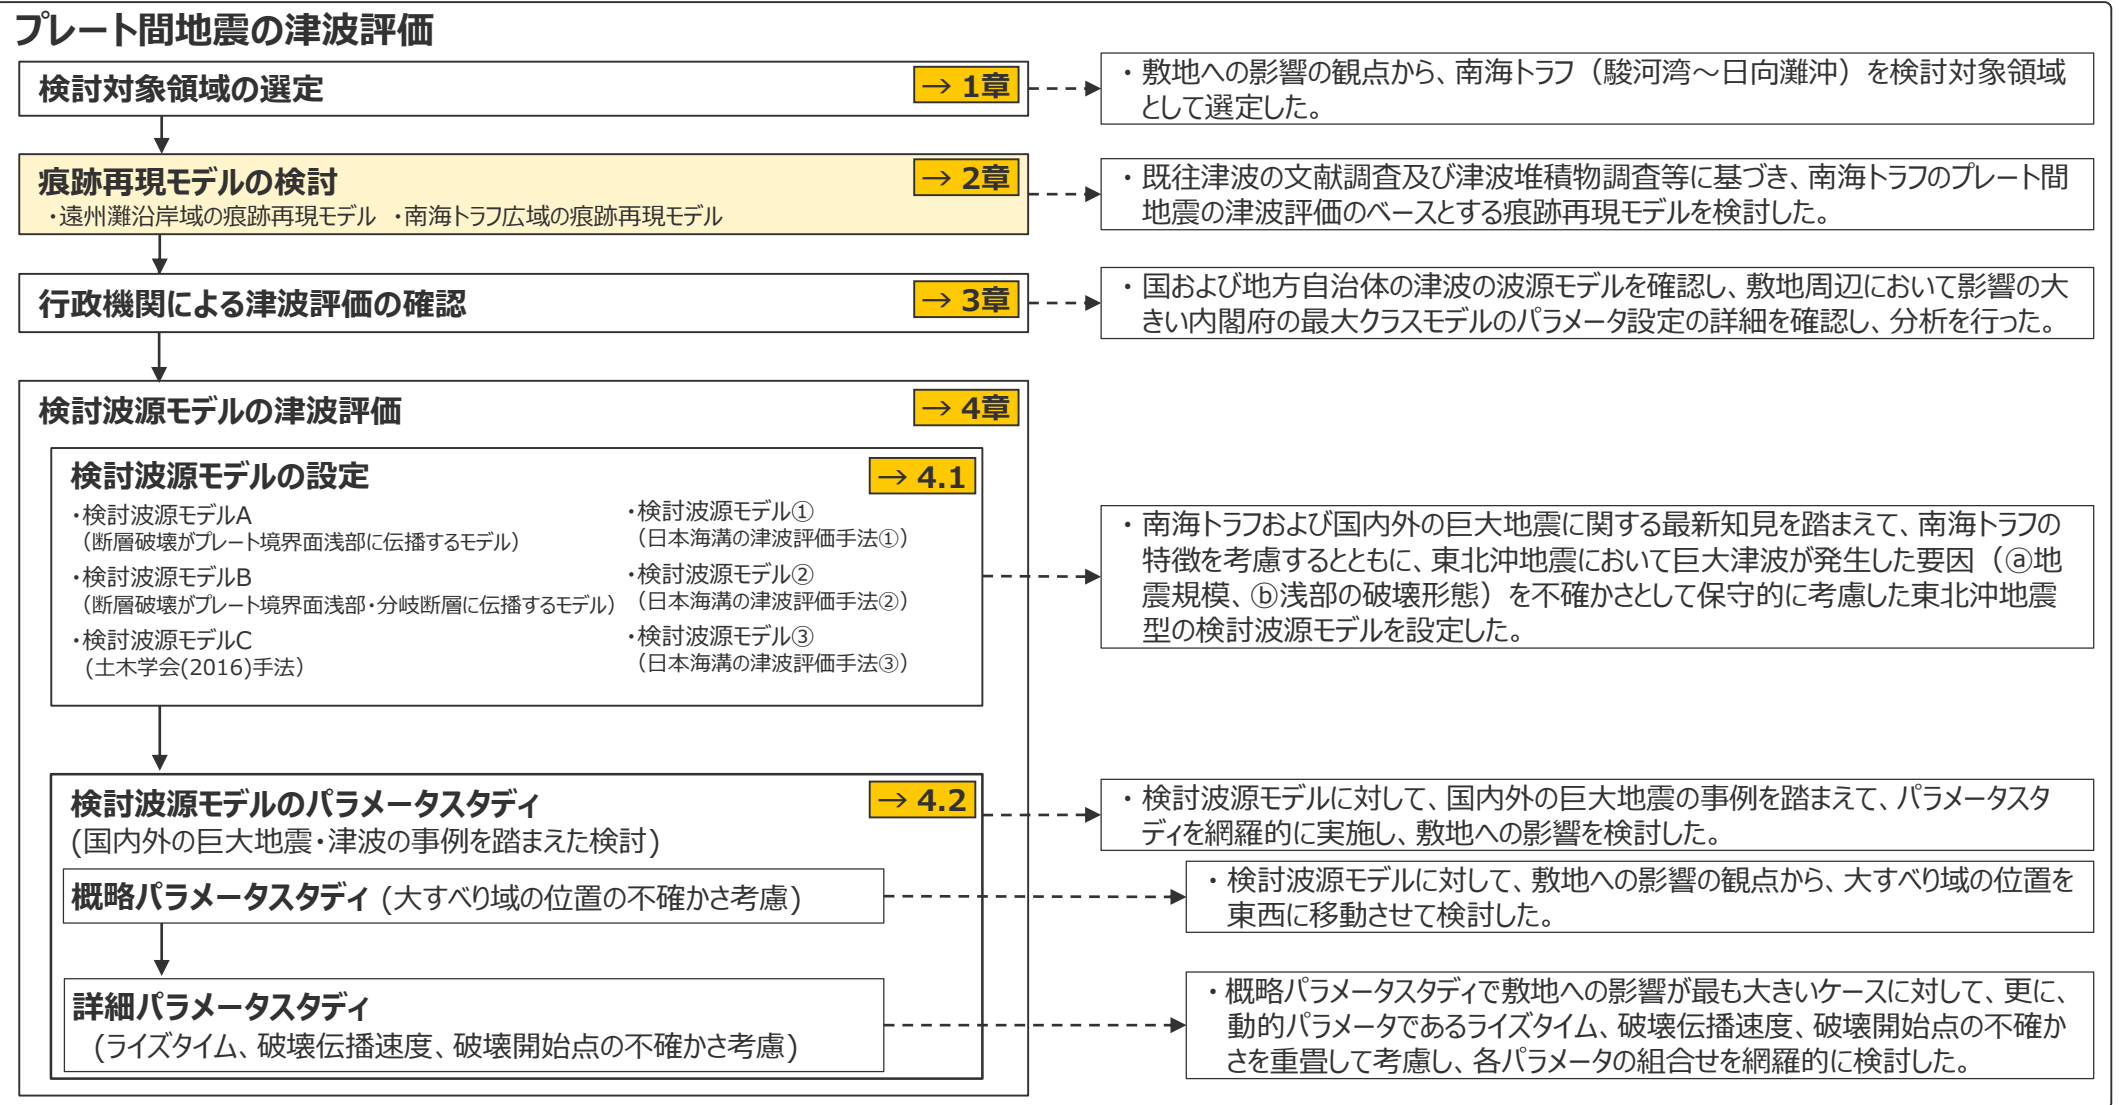 プレート間地震の津波評価
検討対象領域の選定
→ 1章
・敷地への影響の観点から、南海トラフ（駿河湾～日向灘沖）を検討対象領域
として選定した。
痕跡再現モデルの検討
→ 2章
・遠州灘沿岸域の痕跡再現モデル ・南海トラフ広域の痕跡再現モデル
・既往津波の文献調査及び津波堆積物調査等に基づき、南海トラフのプレート間
地震の津波評価のベースとする痕跡再現モデルを検討した。
行政機関による津波評価の確認
→ 3章
・国および地方自治体の津波の波源モデルを確認し、敷地周辺において影響の大
きい内閣府の最大クラスモデルのパラメータ設定の詳細を確認し、分析を行った。
検討波源モデルの津波評価
→ 4章
検討波源モデルの設定
→ 4.1
・検討波源モデルA
（断層破壊がプレート境界面浅部に伝播するモデル）
・検討波源モデルB
（断層破壊がプレート境界面浅部・分岐断層に伝播するモデル）
・検討波源モデルC
(土木学会(2016)手法）
・検討波源モデル①
（日本海溝の津波評価手法①）
・検討波源モデル②
（日本海溝の津波評価手法②）
・検討波源モデル③
（日本海溝の津波評価手法③）
・南海トラフおよび国内外の巨大地震に関する最新知見を踏まえて、南海トラフの
特徴を考慮するとともに、東北沖地震において巨大津波が発生した要因（ⓐ地
震規模、ⓑ浅部の破壊形態）を不確かさとして保守的に考慮した東北沖地震
型の検討波源モデルを設定した。
検討波源モデルのパラメータスタディ
→ 4.2
(国内外の巨大地震・津波の事例を踏まえた検討)
・検討波源モデルに対して、国内外の巨大地震の事例を踏まえて、パラメータスタ
ディを網羅的に実施し、敷地への影響を検討した。
概略パラメータスタディ (大すべり域の位置の不確かさ考慮)
・検討波源モデルに対して、敷地への影響の観点から、大すべり域の位置を
東西に移動させて検討した。
詳細パラメータスタディ
(ライズタイム、破壊伝播速度、破壊開始点の不確かさ考慮)
・概略パラメータスタディで敷地への影響が最も大きいケースに対して、更に、
動的パラメータであるライズタイム、破壊伝播速度、破壊開始点の不確か
さを重畳して考慮し、各パラメータの組合せを網羅的に検討した。